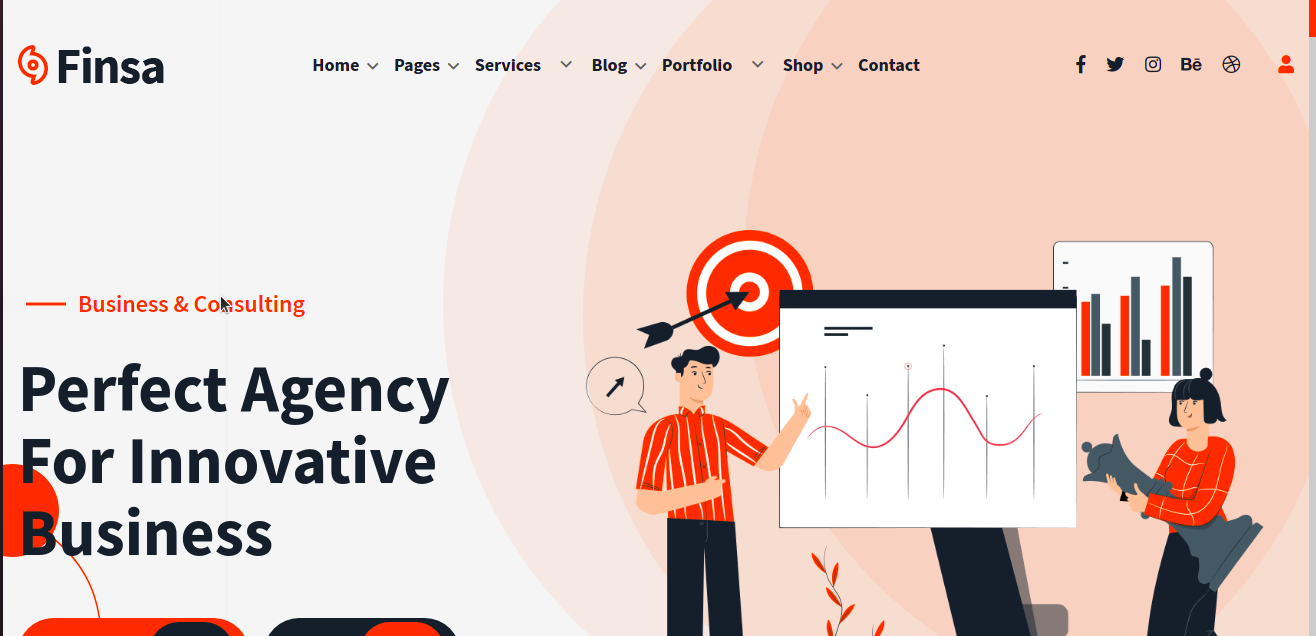 Finsa
Home Pages Services Blog Portfolio Shop Contact
Bē
Business & Consulting
Perfect Agency
For Innovative
Business